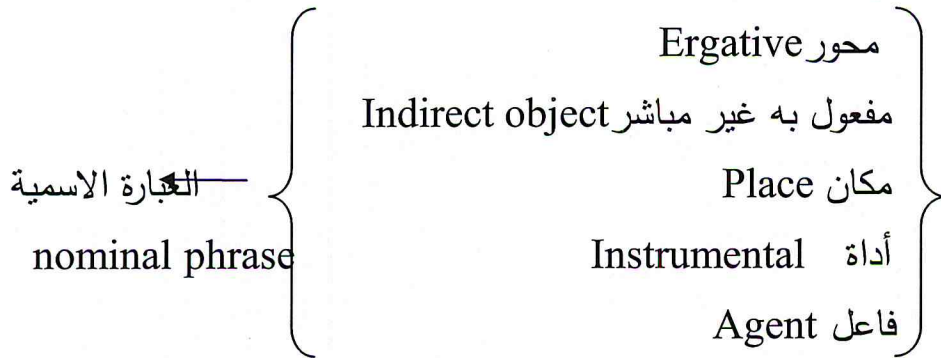 محور Ergative
مفعول به غير مباشر Indirect object
مكان Place
أداة Instrumental
فاعل Agent
العبارة الاسمية
nominal phrase